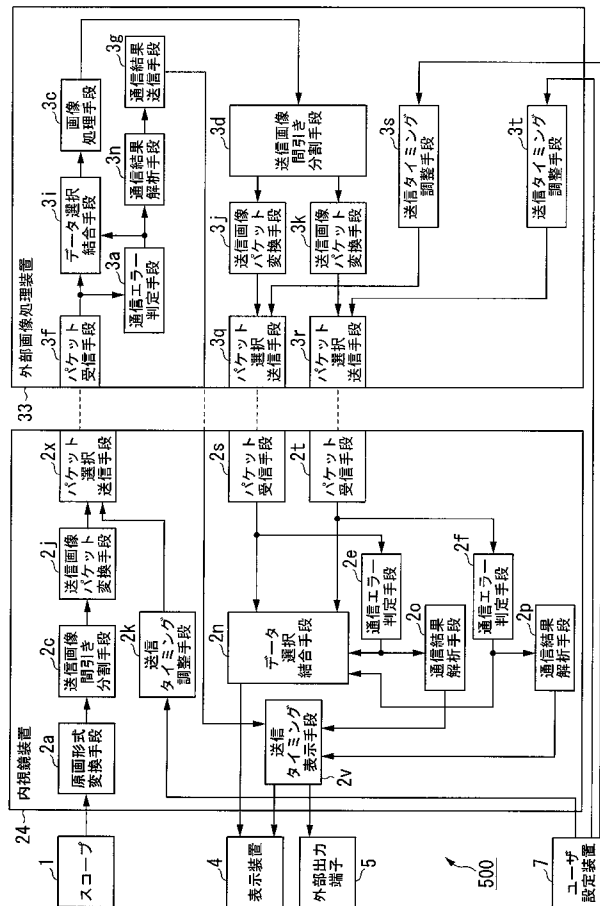 500
24
内視鏡装置
1
スコープ
2a
原画形式
変換手段
2c
送信画像
間引き
分割手段
2j
送信画像
パケット
変換手段
2x
パケット
選択
送信手段
2k
送信
タイミング
調整手段
2s
パケット
受信手段
2t
パケット
受信手段
2n
データ
選択
結合手段
2e
通信エラー
判定手段
2f
通信エラー
判定手段
2o
通信結果
解析手段
2p
通信結果
解析手段
2v
送信
タイミング
表示手段
4
表示装置
5
外部出力
端子
7
ユーザ
設定装置
33
外部画像処理装置
3f
パケット
受信手段
3i
データ選択
結合手段
3c
画像
処理手段
3a
通信エラー
判定手段
3n
通信結果
解析手段
3g
通信結果
送信手段
3d
送信画像
間引き
分割手段
3j
送信画像
パケット
変換手段
3k
送信画像
パケット
変換手段
3q
パケット
選択
送信手段
3r
パケット
選択
送信手段
3s
送信タイミング
調整手段
3t
送信タイミング
調整手段